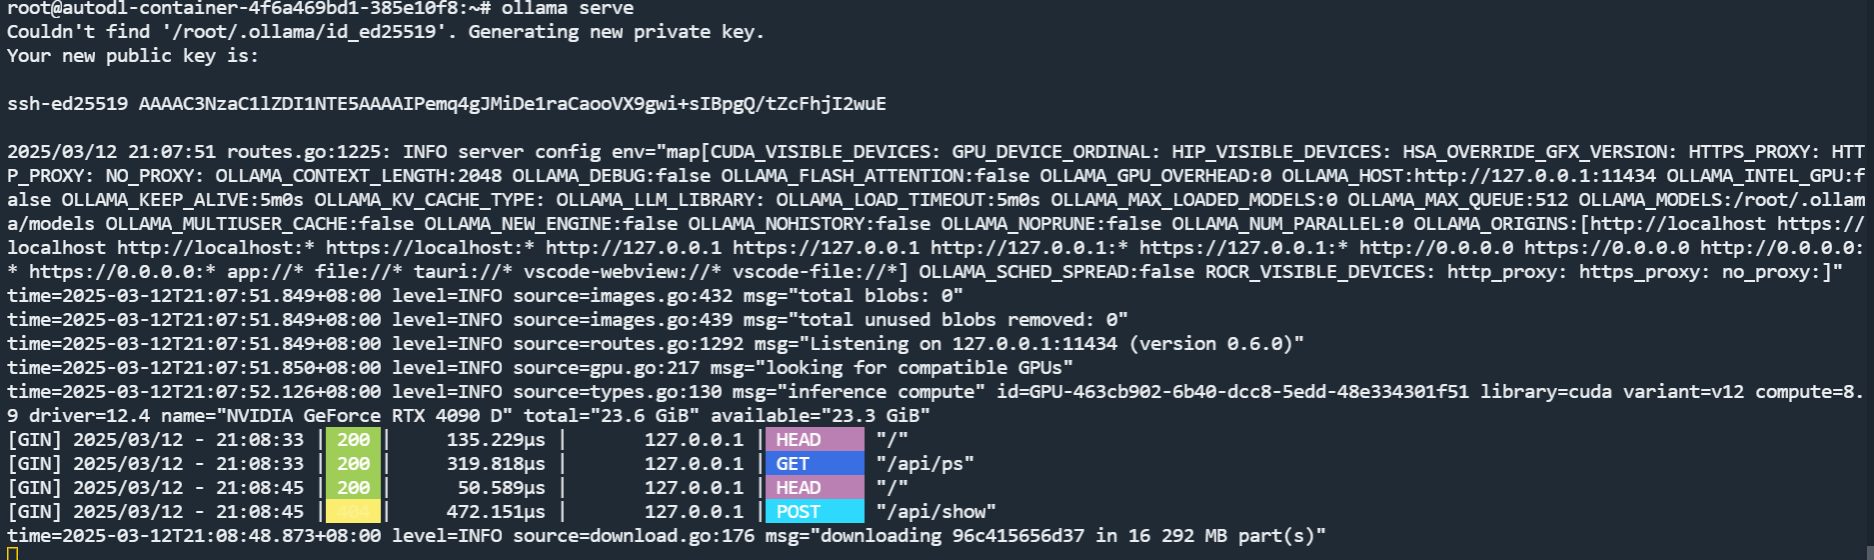 root@autodl-container-4f6a469bd1-385e10f8:~# ollama serve
Couldn't find '/root/.ollama/id_ed25519'. Generating new private key.
Your new public key is:
ssh-ed25519 AAAAC3NzaC1lZDI1NTE5AAAAIPemq4gJMiDe1raCaooVX9gwi+sIBpgQ/tZcFhjI2wuE
2025/03/12 21:07:51 routes.go:1225: INFO server config env="map[CUDA_VISIBLE_DEVICES: GPU_DEVICE_ORDINAL: HIP_VISIBLE_DEVICES: HSA_OVERRIDE_GFX_VERSION: HTTPS_PROXY: HTT
P_PROXY: NO_PROXY: OLLAMA_CONTEXT_LENGTH:2048 OLLAMA_DEBUG:false OLLAMA_FLASH_ATTENTION:false OLLAMA_GPU_OVERHEAD:0 OLLAMA_HOST:http://127.0.0.1:11434 OLLAMA_INTEL_GPU:f
alse OLLAMA_KEEP_ALIVE:5m0s OLLAMA_KV_CACHE_TYPE: OLLAMA_LLM_LIBRARY: OLLAMA_LOAD_TIMEOUT:5m0s OLLAMA_MAX_LOADED_MODELS:0 OLLAMA_MAX_QUEUE:512 OLLAMA_MODELS:/root/.ollam
a/models OLLAMA_MULTIUSER_CACHE:false OLLAMA_NEW_ENGINE:false OLLAMA_NOHISTORY:false OLLAMA_NOPRUNE:false OLLAMA_NUM_PARALLEL:0 OLLAMA_ORIGINS:[http://localhost https://
localhost http://localhost:* https://localhost:* http://127.0.0.1 https://127.0.0.1 http://127.0.0.1:* https://127.0.0.1:* http://0.0.0.0 https://0.0.0.0 http://0.0.0.0:
* https://0.0.0.0:* app://* file://* tauri://* vscode-webview://* vscode-file://*] OLLAMA_SCHED_SPREAD:false ROCR_VISIBLE_DEVICES: http_proxy: https_proxy: no_proxy:]"
time=2025-03-12T21:07:51.849+08:00 level=INFO source=images.go:432 msg="total blobs: 0"
time=2025-03-12T21:07:51.849+08:00 level=INFO source=images.go:439 msg="total unused blobs removed: 0"
time=2025-03-12T21:07:51.849+08:00 level=INFO source=routes.go:1292 msg="Listening on 127.0.0.1:11434 (version 0.6.0)"
time=2025-03-12T21:07:51.850+08:00 level=INFO source=gpu.go:217 msg="looking for compatible GPUs"
time=2025-03-12T21:07:52.126+08:00 level=INFO source=types.go:130 msg="inference compute" id=GPU-463cb902-6b40-dcc8-5edd-48e334301f51 library=cuda variant=v12 compute=8.
9 driver=12.4 name="NVIDIA GeForce RTX 4090 D" total="23.6 GiB" available="23.3 GiB"
[GIN] 2025/03/12 - 21:08:33 | 200 | 135.229µs | 127.0.0.1 | HEAD "/"
[GIN] 2025/03/12 - 21:08:33 | 200 | 319.818µs | 127.0.0.1 | GET "/api/ps"
[GIN] 2025/03/12 - 21:08:45 | 200 | 50.589µs | 127.0.0.1 | HEAD "/"
[GIN] 2025/03/12 - 21:08:45 | 404 | 472.151µs | 127.0.0.1 | POST "/api/show"
time=2025-03-12T21:08:48.873+08:00 level=INFO source=download.go:176 msg="downloading 96c415656d37 in 16 292 MB part(s)"